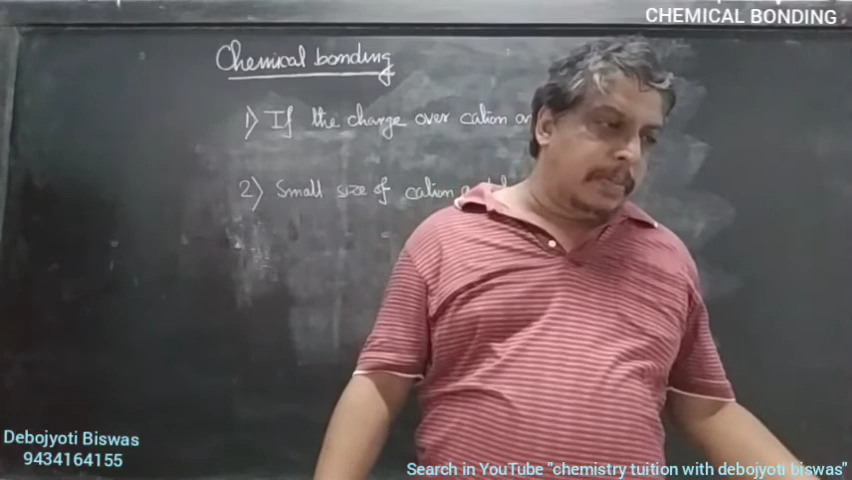 CHEMICAL BONDING
Chemical bonding
1) If the charge over cation or
2) Small size of cation
Debojyoti Biswas
9434164155
Search in YouTube "chemistry tuition with debojyoti biswas"